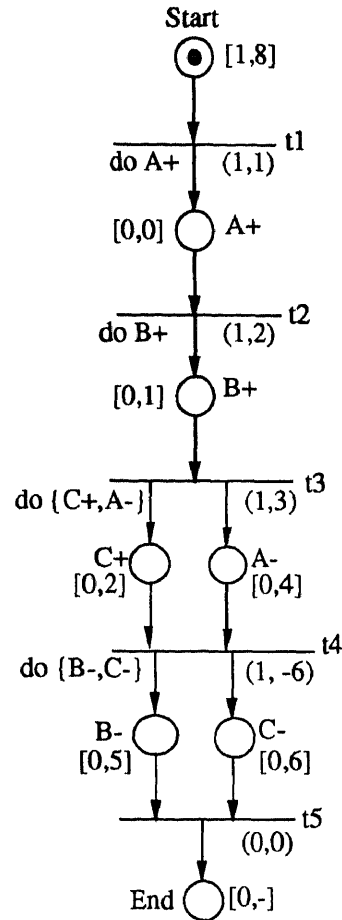 Start
[1,8]
t1
do A+ (1,1)
[0,0] A+
t2
do B+ (1,2)
[0,1] B+
t3
do {C+,A-} (1,3)
C+ A-
[0,2] [0,4]
t4
do {B-,C-} (1, -6)
B- C-
[0,5] [0,6]
t5
(0,0)
End [0,-]